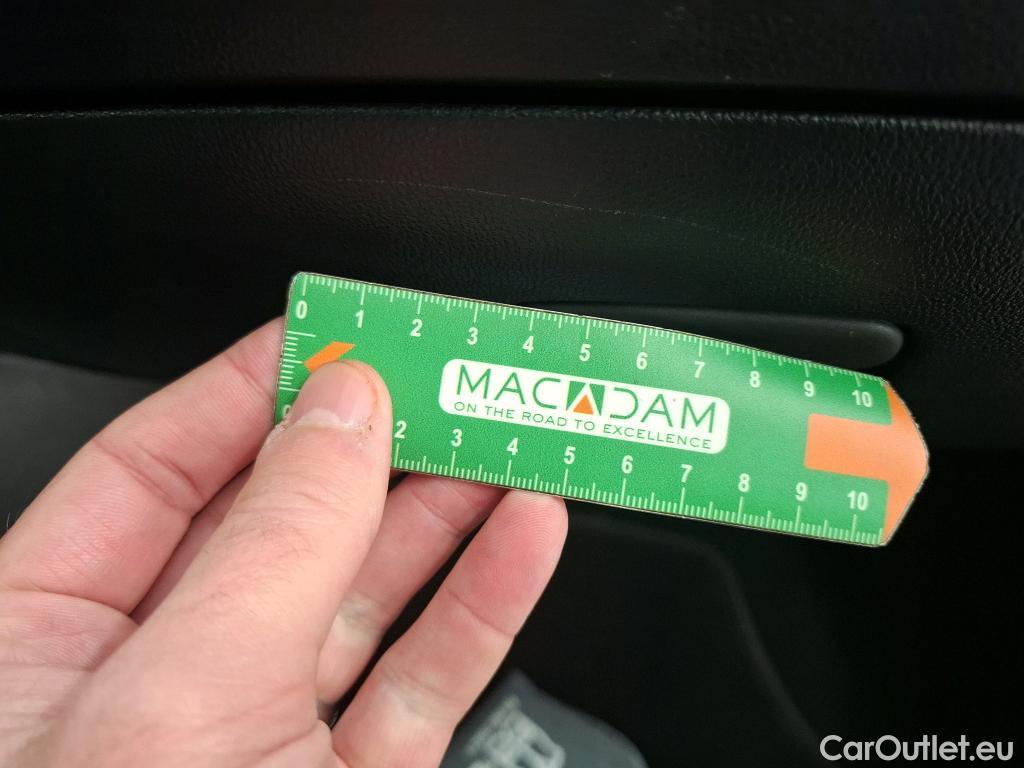 0 1 2 3 4 5 6 7 8 9 10
MACADAM
ON THE ROAD TO EXCELLENCE
0 2 3 4 5 6 7 8 9 10
CarOutlet.eu